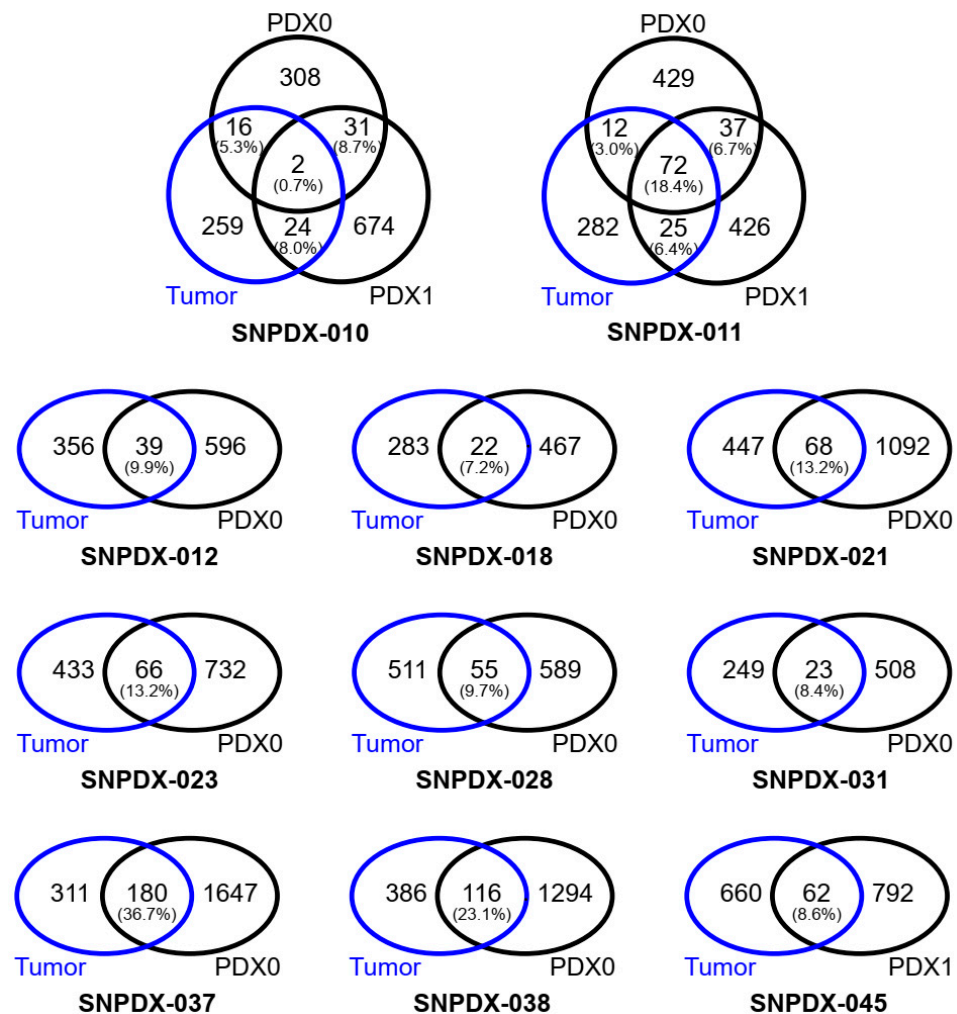 PDX0 PDX0
308 429
16 31 12 37
(5.3%) (8.7%) (3.0%) (6.7%)
2 72
(0.7%) (18.4%)
259 24 674 282 25 426
(8.0%) (6.4%)
Tumor PDX1 Tumor PDX1
SNPDX-010 SNPDX-011
356 39 596 283 22 467 447 68 1092
(9.9%) (7.2%) (13.2%)
Tumor PDX0 Tumor PDX0 Tumor PDX0
SNPDX-012 SNPDX-018 SNPDX-021
433 66 732 511 55 589 249 23 508
(13.2%) (9.7%) (8.4%)
Tumor PDX0 Tumor PDX0 Tumor PDX0
SNPDX-023 SNPDX-028 SNPDX-031
311 180 1647 386 116 1294 660 62 792
(36.7%) (23.1%) (8.6%)
Tumor PDX0 Tumor PDX0 Tumor PDX1
SNPDX-037 SNPDX-038 SNPDX-045